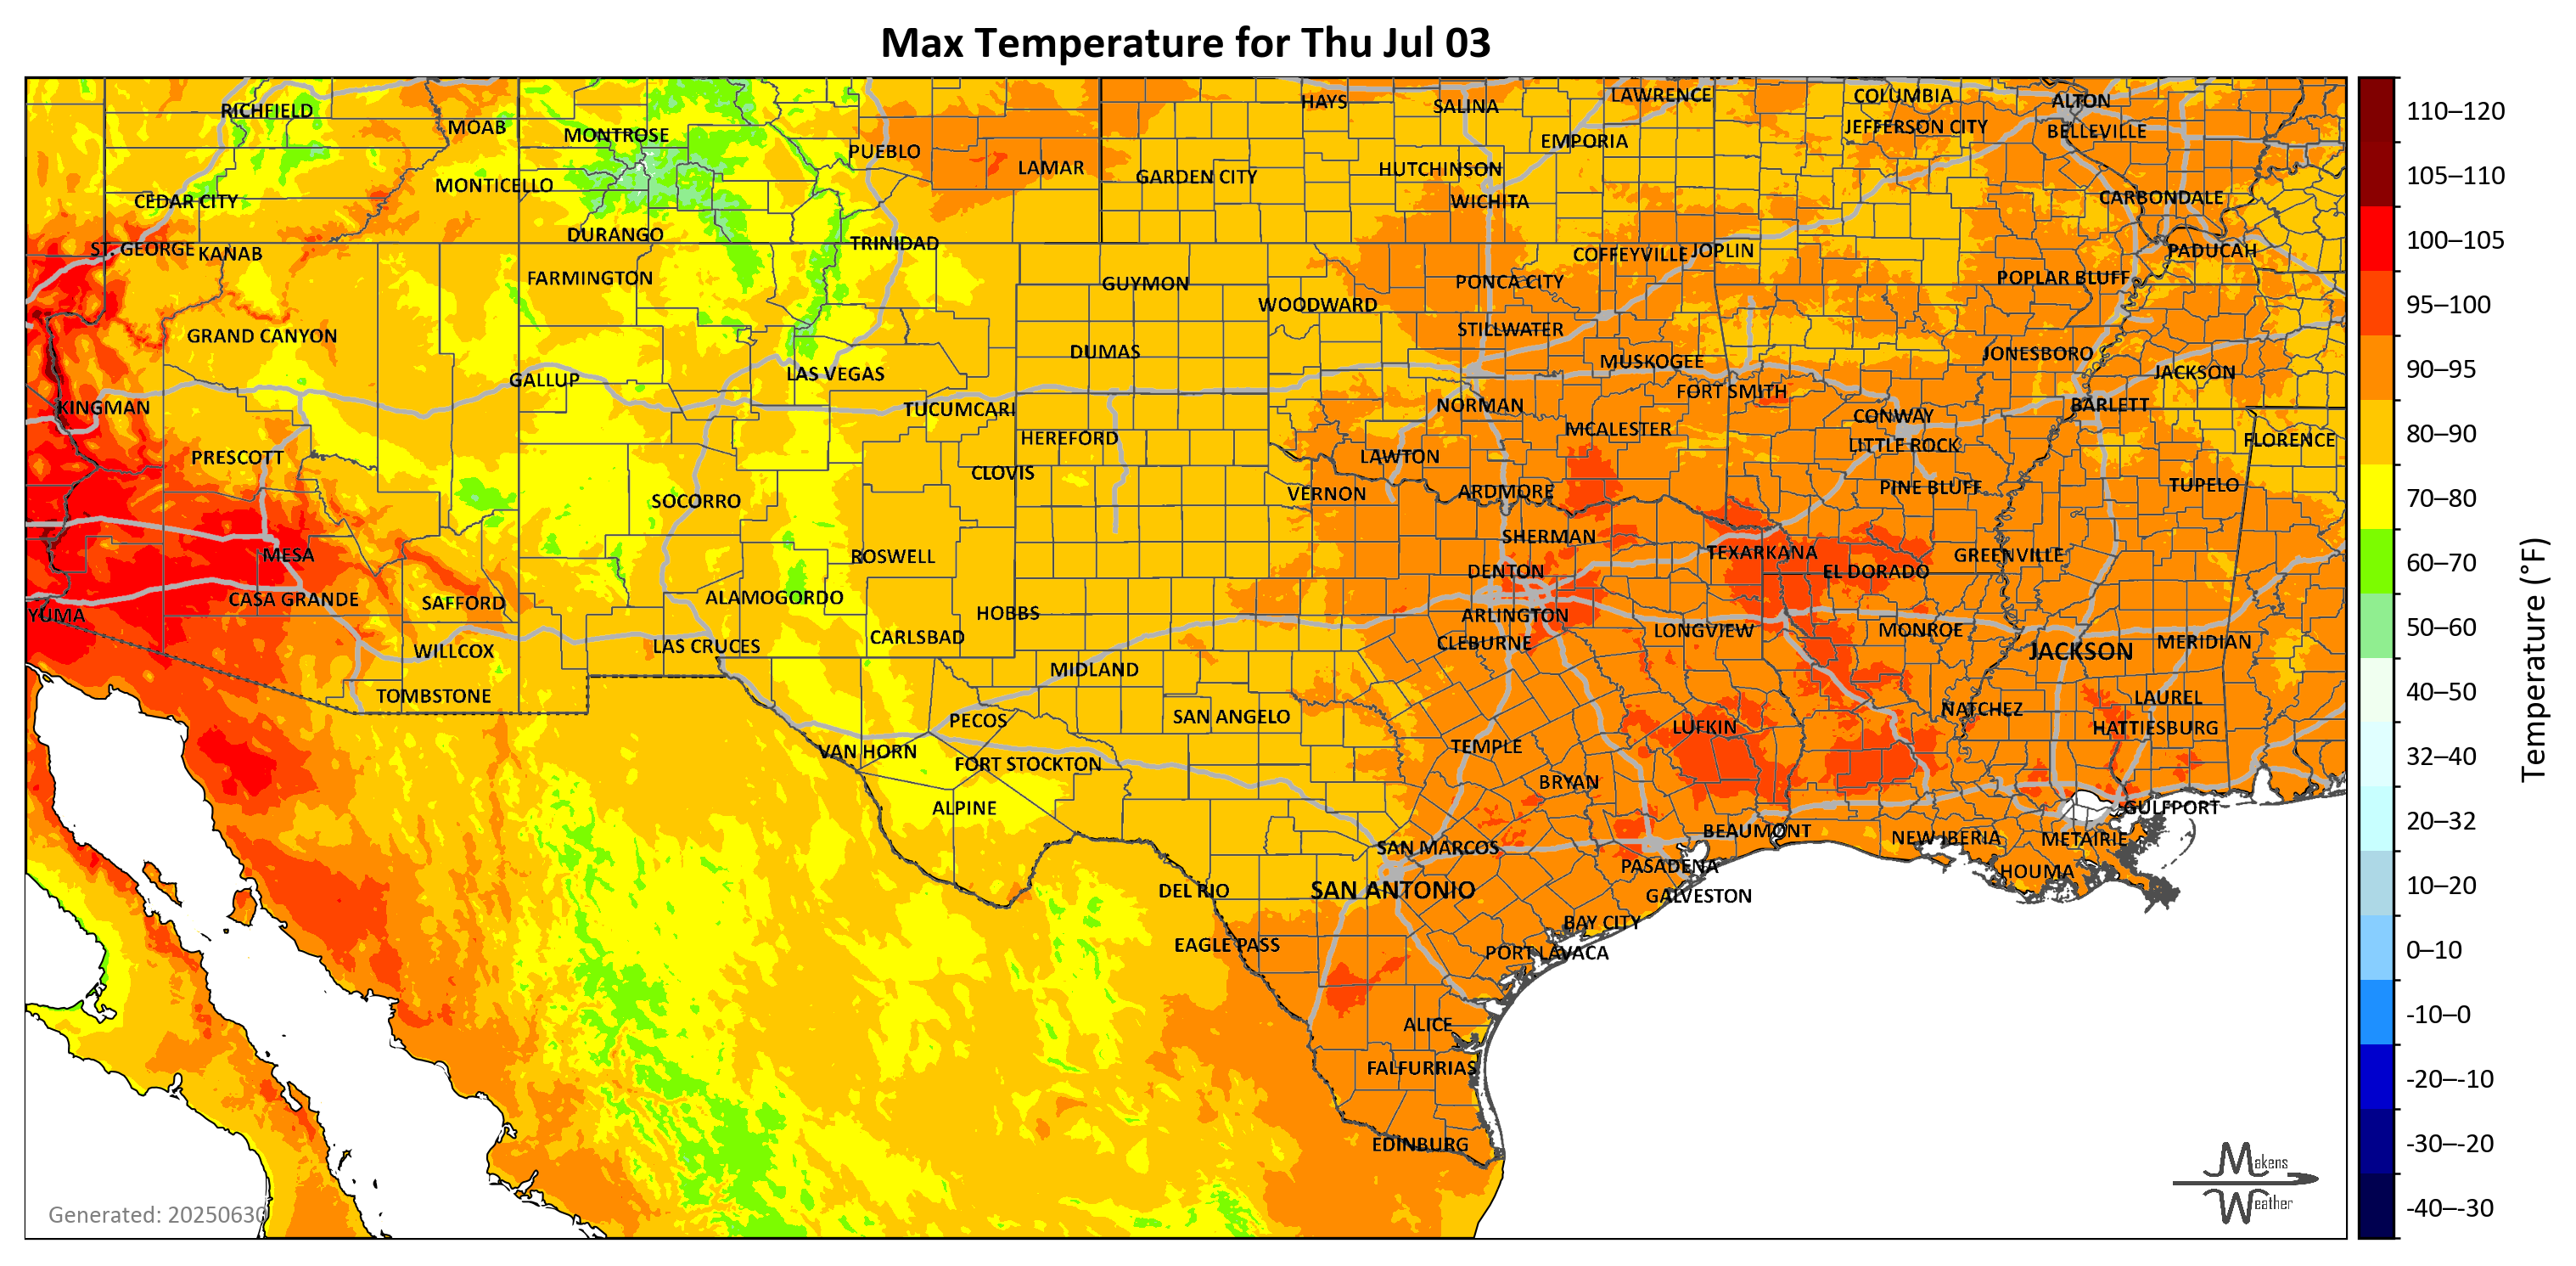 Max Temperature for Thu Jul 03
RICHFIELD
MOAB
MONTROSE
PUEBLO
LAMAR
HAYS
SALINA
LAWRENCE
COLUMBIA
ALTON
JEFFERSON CITY
BELLEVILLE
EMPORIA
GARDEN CITY
HUTCHINSON
MONTICELLO
CEDAR CITY
WICHITA
CARBONDALE
DURANGO
TRINIDAD
ST. GEORGE
KANAB
COFFEYVILLE
JOPLIN
PADUCAH
FARMINGTON
GUYMON
PONCA CITY
POPLAR BLUFF
WOODWARD
GRAND CANYON
STILLWATER
DUMAS
MUSKOGEE
JONESBORO
LAS VEGAS
GALLUP
JACKSON
FORT SMITH
KINGMAN
TUCUMCARI
NORMAN
BARLETT
CONWAY
HEREFORD
MCALESTER
FLORENCE
LITTLE ROCK
PRESCOTT
LAWTON
CLOVIS
SOCORRO
VERNON
ARDMORE
PINE BLUFF
TUPELO
SHERMAN
MESA
ROSWELL
TEXARKANA
GREENVILLE
DENTON
EL DORADO
CASA GRANDE
SAFFORD
ALAMOGORDO
HOBBS
YUMA
ARLINGTON
CARLSBAD
LONGVIEW
MONROE
WILLCOX
LAS CRUCES
CLEBURNE
JACKSON
MERIDIAN
MIDLAND
TOMBSTONE
LAUREL
PECOS
SAN ANGELO
NATCHEZ
LUFKIN
HATTIESBURG
VAN HORN
TEMPLE
FORT STOCKTON
BRYAN
ALPINE
GULFPORT
BEAUMONT
NEW IBERIA
METAIRIE
SAN MARCOS
PASADENA
HOUMA
DEL RIO
SAN ANTONIO
GALVESTON
BAY CITY
EAGLE PASS
PORT LAVACA
ALICE
FALFURRIAS
EDINBURG
Generated: 20250630
Makens
Weather
110–120
105–110
100–105
95–100
90–95
80–90
70–80
60–70
50–60
40–50
32–40
20–32
10–20
0–10
-10–0
-20–-10
-30–-20
-40–-30
Temperature (°F)